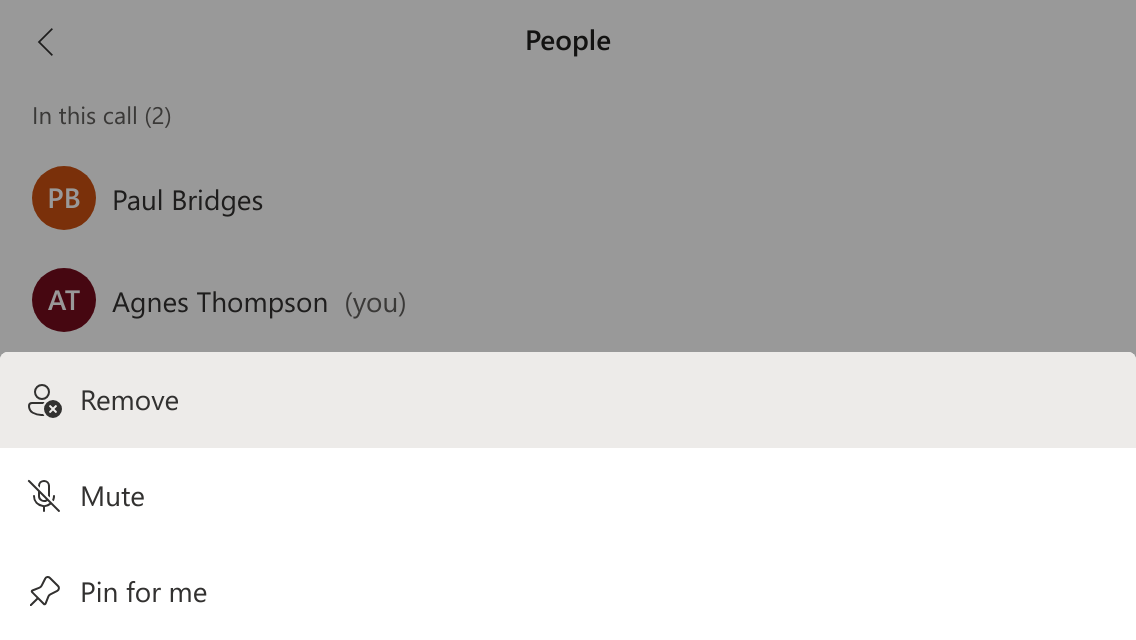 People
In this call (2)
PB Paul Bridges
AT Agnes Thompson (you)
Remove
Mute
Pin for me